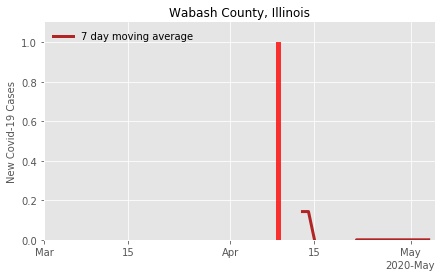 Wabash County, Illinois
7 day moving average
New Covid-19 Cases
1.0
0.8
0.6
0.4
0.2
0.0
Mar 15 Apr 15 May
2020-May